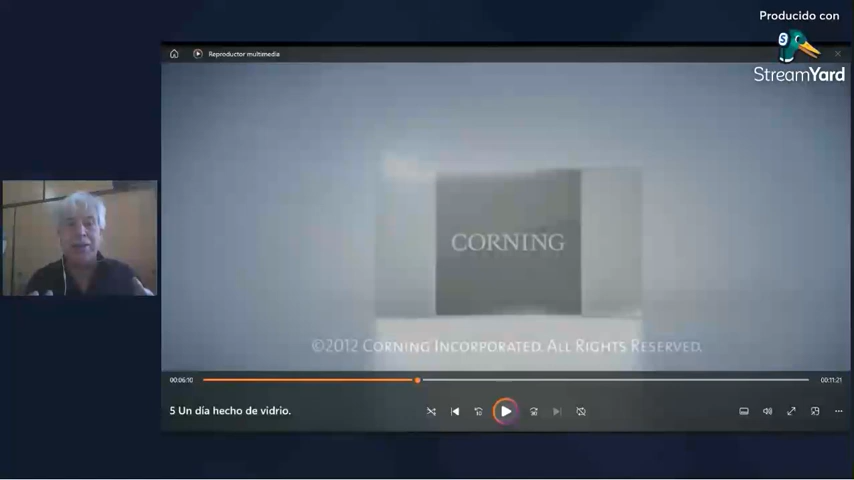 Producido con
StreamYard
Reproductor multimedia
CORNING
©2012 CORNING INCORPORATED. ALL RIGHTS RESERVED.
00:06:10
00:11:21
5 Un día hecho de vidrio.